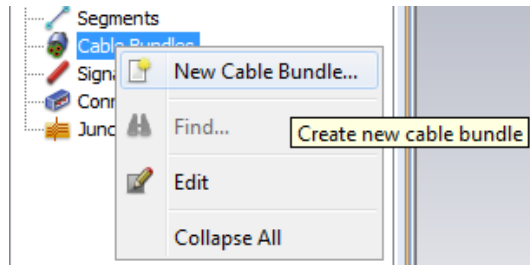 Segments
Cable Bundles
Signa
New Cable Bundle...
Conn
Find...
Create new cable bundle
Junc
Edit
Collapse All